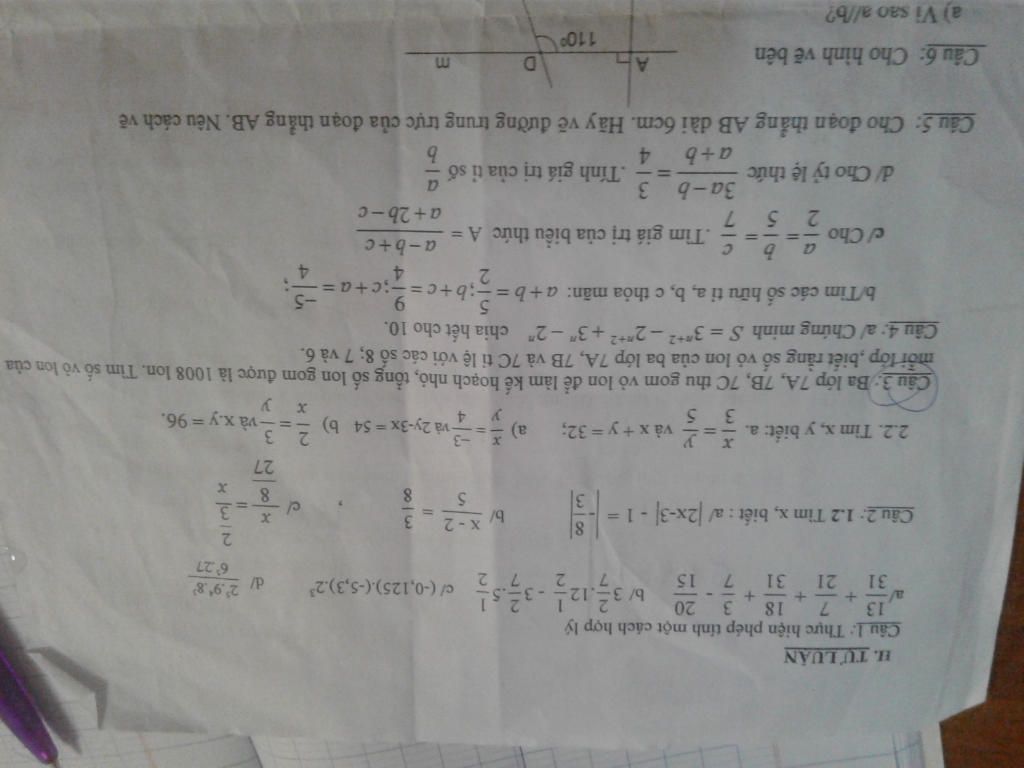 II. TỰ LUẬN
Câu 1: Thực hiện phép tính một cách hợp lý
a/ 13/31 + 7/21 + 18/31 + 3/7 - 20/15 b/ 3 2/7 . 12 1/2 - 3 2/7 . 5 1/2 c/ (-0,125).(-5,3).2³ d/
Câu 2: 1.2 Tìm x, biết : a/ |2x-3| - 1 = |-8/3| b/ (x - 2)/5 = 3/8 , c/ x/(8/27) = (2/3)/x
2.2. Tìm x, y biết: a. x/3 = y/5 và x + y = 32; a) x/y = -3/4 và 2y-3x = 54 b) 2/x = 3/y và x.y = 96.
Câu 3: Ba lớp 7A, 7B, 7C thu gom vỏ lon để làm kế hoạch nhỏ, tổng số lon gom được là 1008 lon. Tìm số vỏ lon của
mỗi lớp ,biết rằng số vỏ lon của ba lớp 7A, 7B và 7C tỉ lệ với các số 8; 7 và 6.
Câu 4: a/ Chứng minh S = 3ⁿ⁺² − 2ⁿ⁺² + 3ⁿ − 2ⁿ chia hết cho 10.
b/ Tìm các số hữu tỉ a, b, c thỏa mãn: a + b = 5/2 ; b + c = 9/4 ; c + a = −5/4 ;
c/ Cho a/2 = b/5 = c/7 . Tìm giá trị của biểu thức A = (a − b + c)/(a + 2b − c)
d/ Cho tỷ lệ thức (3a − b)/(a + b) = 3/4 . Tính giá trị của tỉ số a/b
Câu 5: Cho đoạn thẳng AB dài 6cm. Hãy vẽ đường trung trực của đoạn thẳng AB. Nêu cách vẽ
Câu 6: Cho hình vẽ bên
A D m
110°
a) Vì sao a//b?